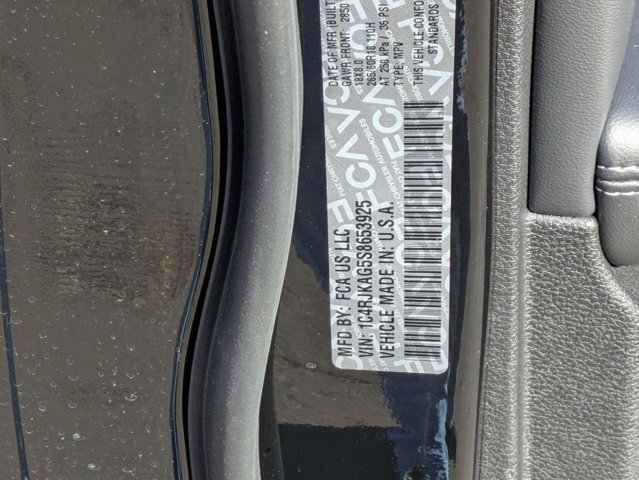 MFD BY: FCA US LLC
VIN: 1C4RJKAG5S8653925
VEHICLE MADE IN: U.S.A.
DATE OF MFR (BUILT
GAWR FRONT: 2850
18X8.0
265/60R18 110H
AT 250 kPa / 36 PSI
TYPE: MPV
THIS VEHICLE CONFO
STANDARDS